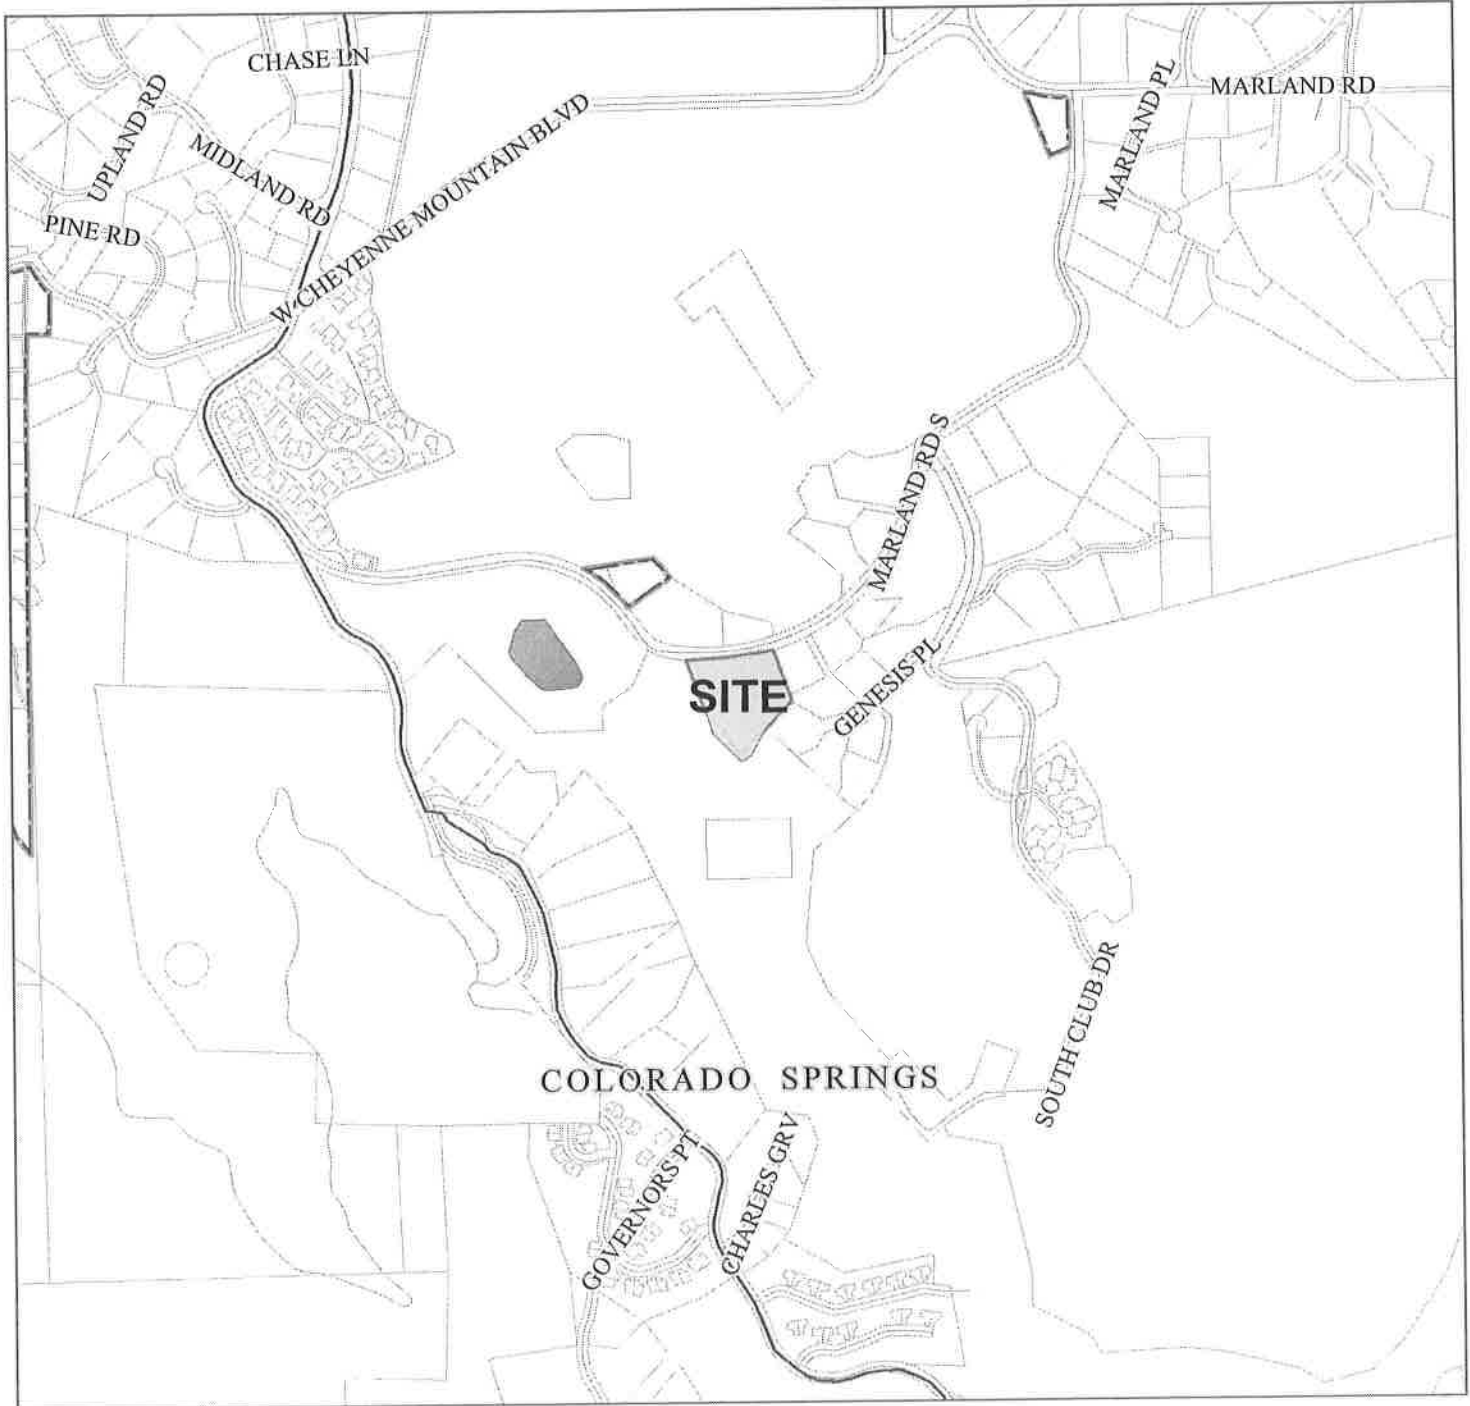 CHASE LN
MARLAND RD
MARLAND PL
UPLAND RD
MIDLAND RD
W CHEYENNE MOUNTAIN BLVD
PINE RD
MARLAND RD S
SITE
GENESIS PL
SOUTH CLUB DR
COLORADO SPRINGS
GOVERNORS PT
CHARLES GRV